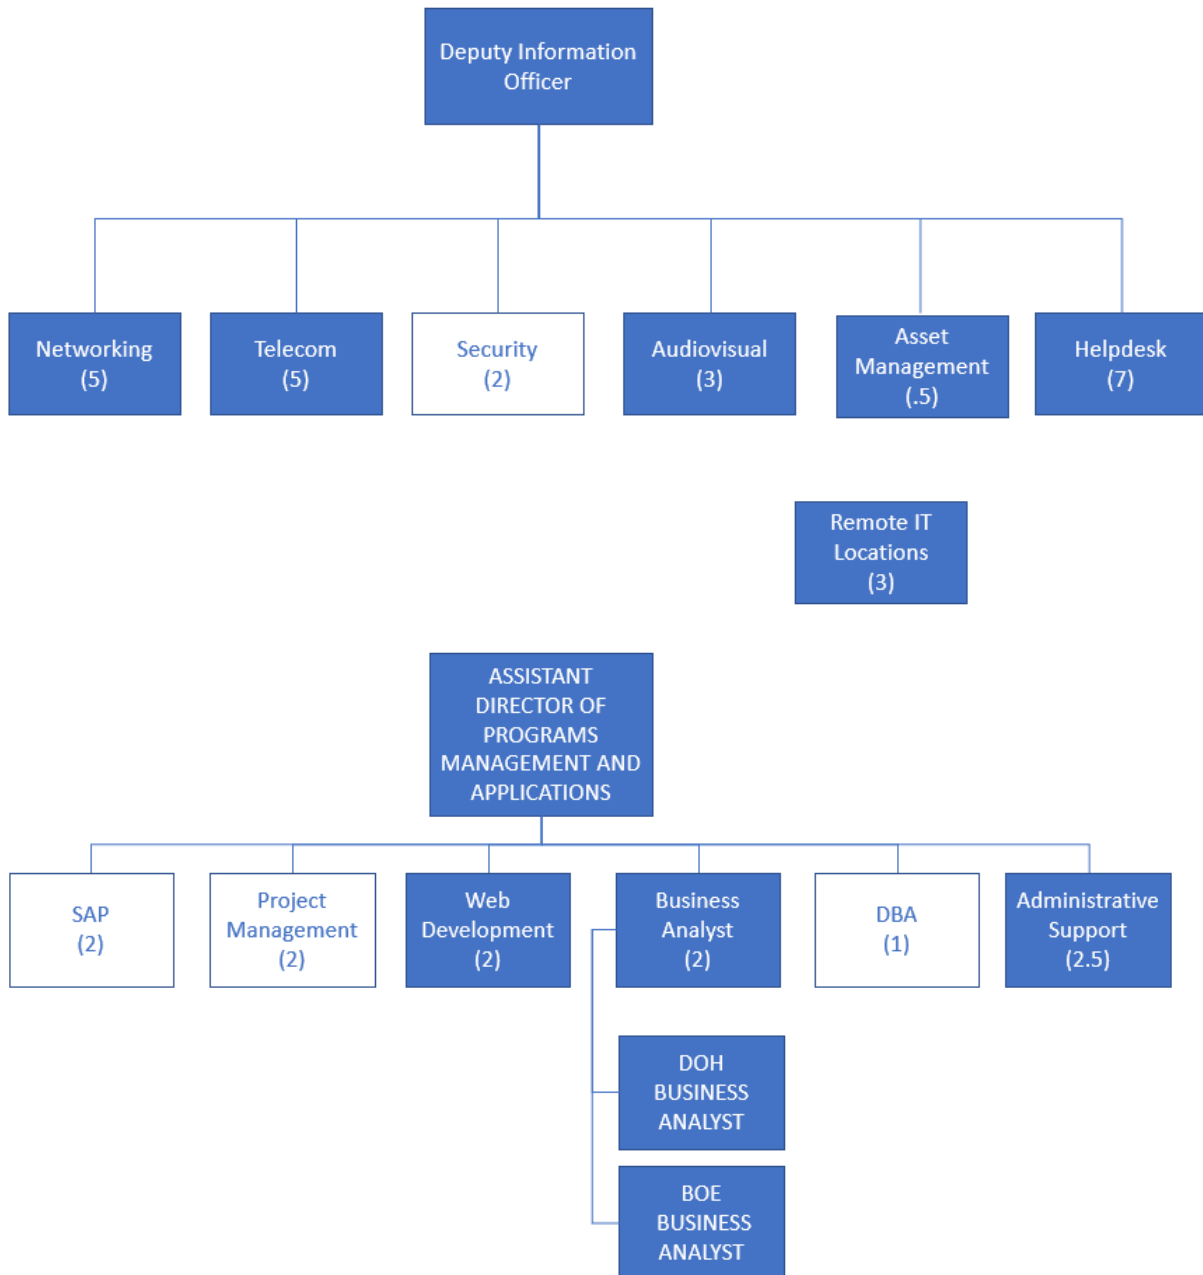 Deputy Information
Officer
Networking
(5)
Telecom
(5)
Security
(2)
Audiovisual
(3)
Asset
Management
(.5)
Helpdesk
(7)
Remote IT
Locations
(3)
ASSISTANT
DIRECTOR OF
PROGRAMS
MANAGEMENT AND
APPLICATIONS
SAP
(2)
Project
Management
(2)
Web
Development
(2)
Business
Analyst
(2)
DBA
(1)
Administrative
Support
(2.5)
DOH
BUSINESS
ANALYST
BOE
BUSINESS
ANALYST